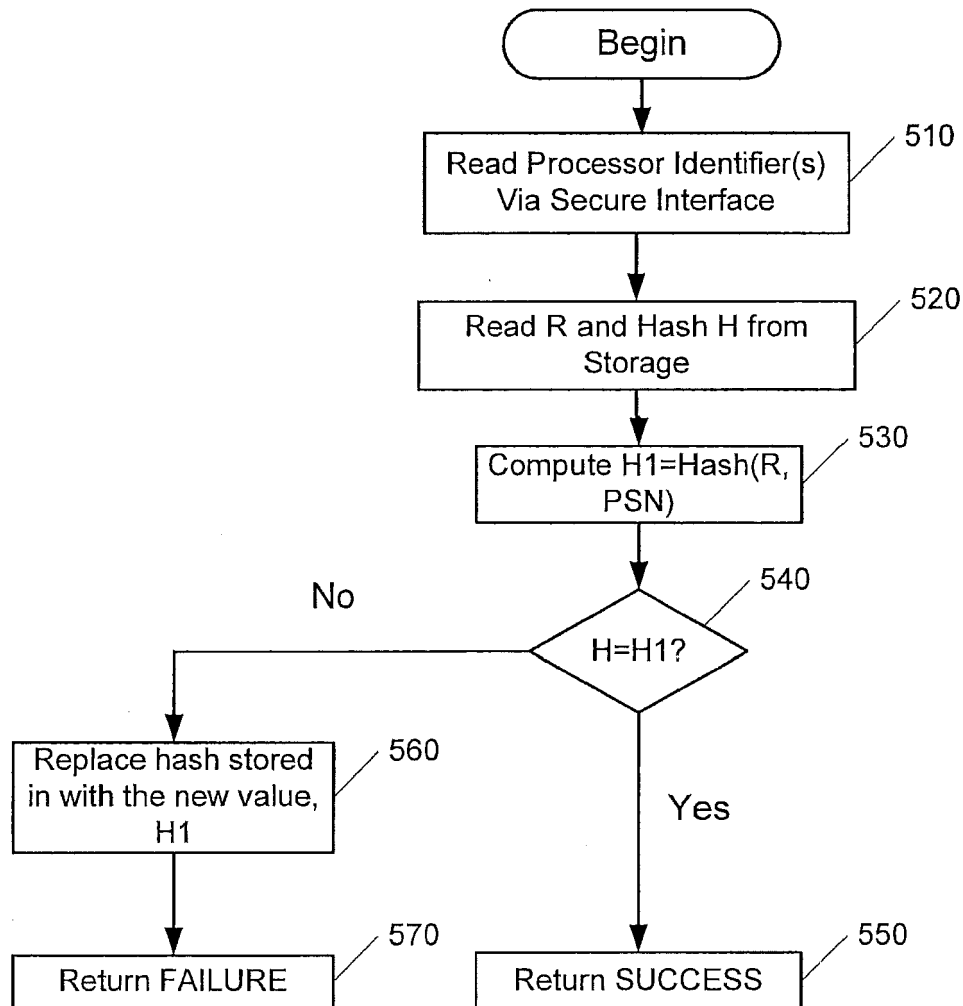 Begin
510
Read Processor Identifier(s)
Via Secure Interface
520
Read R and Hash H from
Storage
530
Compute H1=Hash(R,
PSN)
540
No
H=H1?
560
Replace hash stored
in with the new value,
H1
Yes
570
Return FAILURE
550
Return SUCCESS